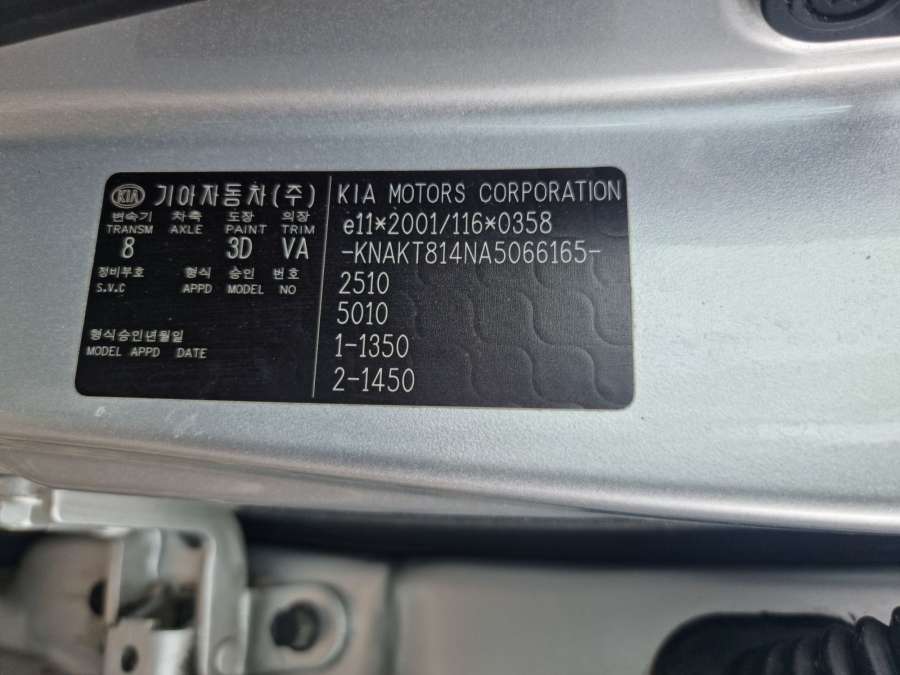 KIA 기아자동차(주)
변속기 차축 도장 의장
TRANSM AXLE PAINT TRIM
8 3D VA
정비부호 형식 승인 번호
S.V.C APPD MODEL NO
형식승인년월일
MODEL APPD DATE
KIA MOTORS CORPORATION
e11*2001/116*0358
-KNAKT814NA5066165-
2510
5010
1-1350
2-1450